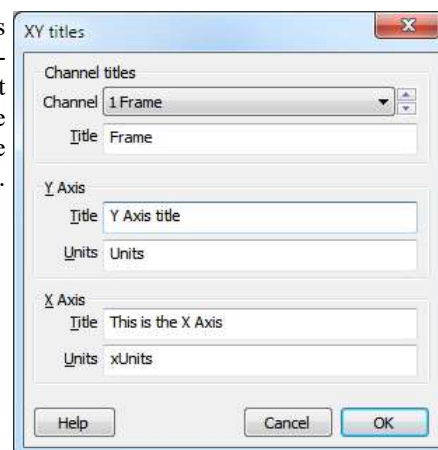 s
XY titles
-
t
e
e
.
Channel titles
Channel 1 Frame
Title Frame
Y Axis
Title Y Axis title
Units Units
X Axis
Title This is the X Axis
Units xUnits
Help Cancel OK